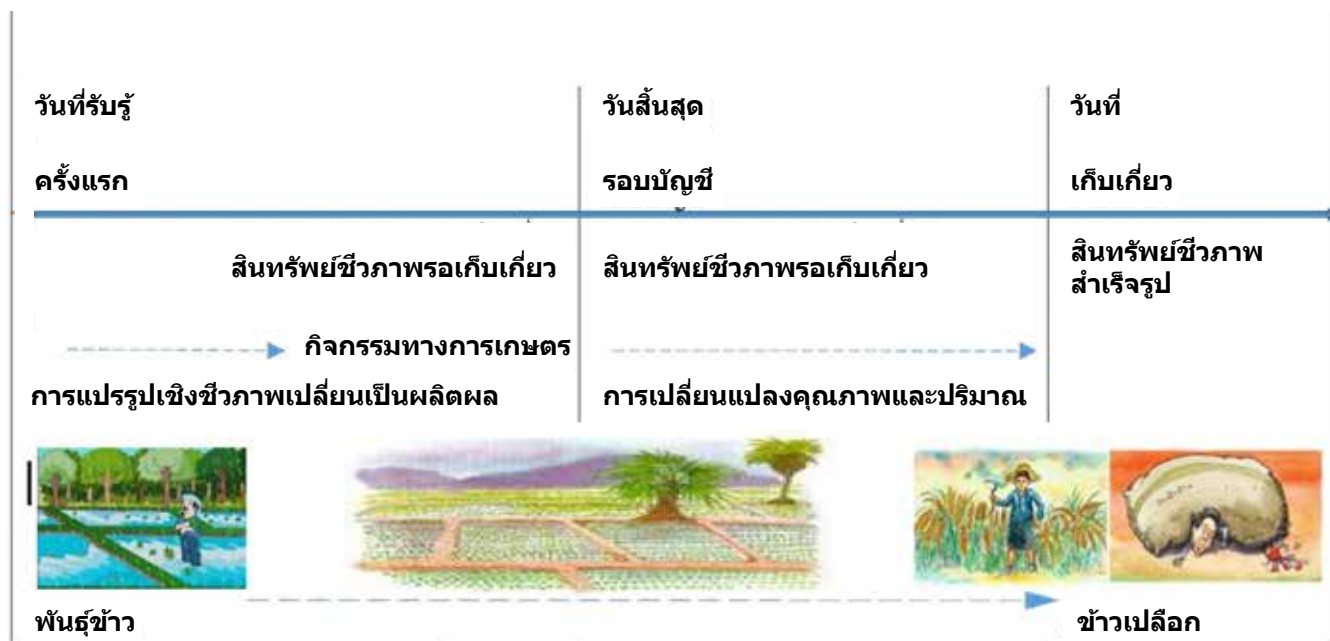 วันที่รับรู้
ครั้งแรก
วันสิ้นสุด
รอบบัญชี
วันที่
เก็บเกี่ยว
สินทรัพย์ชีวภาพรอเก็บเกี่ยว
สินทรัพย์ชีวภาพรอเก็บเกี่ยว
สินทรัพย์ชีวภาพ
สำเร็จรูป
กิจกรรมทางการเกษตร
การแปรรูปเชิงชีวภาพเปลี่ยนเป็นผลิตผล
การเปลี่ยนแปลงคุณภาพและปริมาณ
พันธุ์ข้าว
ข้าวเปลือก